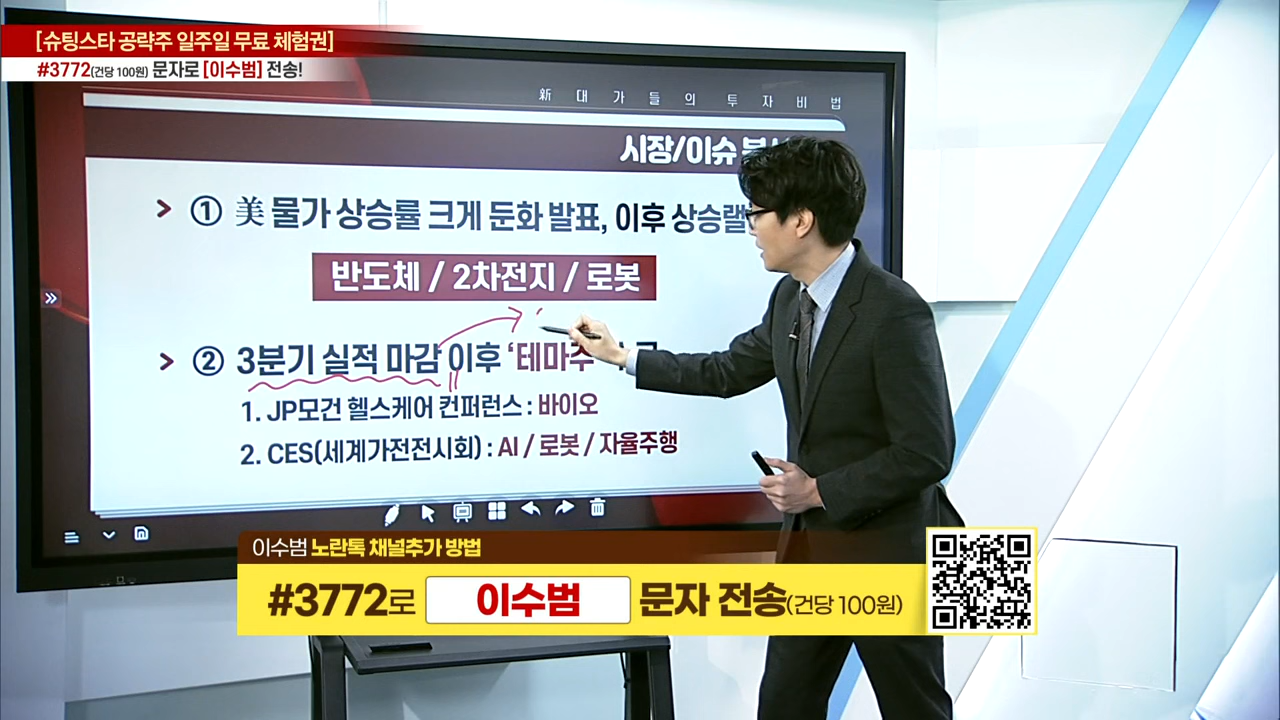 [슈팅스타 공략주 일주일 무료 체험권]
#3772(건당 100원) 문자로 [이수범] 전송!
新 대 가 들 의 투 자 비 법
시장/이슈
① 美 물가 상승률 크게 둔화 발표, 이후
반도체 / 2차전지 / 로봇
② 3분기 실적 마감 이후 '테마주'
1. JP모건 헬스케어 컨퍼런스 : 바이오
2. CES(세계가전전시회) : AI / 로봇 / 자율주행
이수범 노란톡 채널추가 방법
#3772로 이수범 문자 전송(건당 100원)